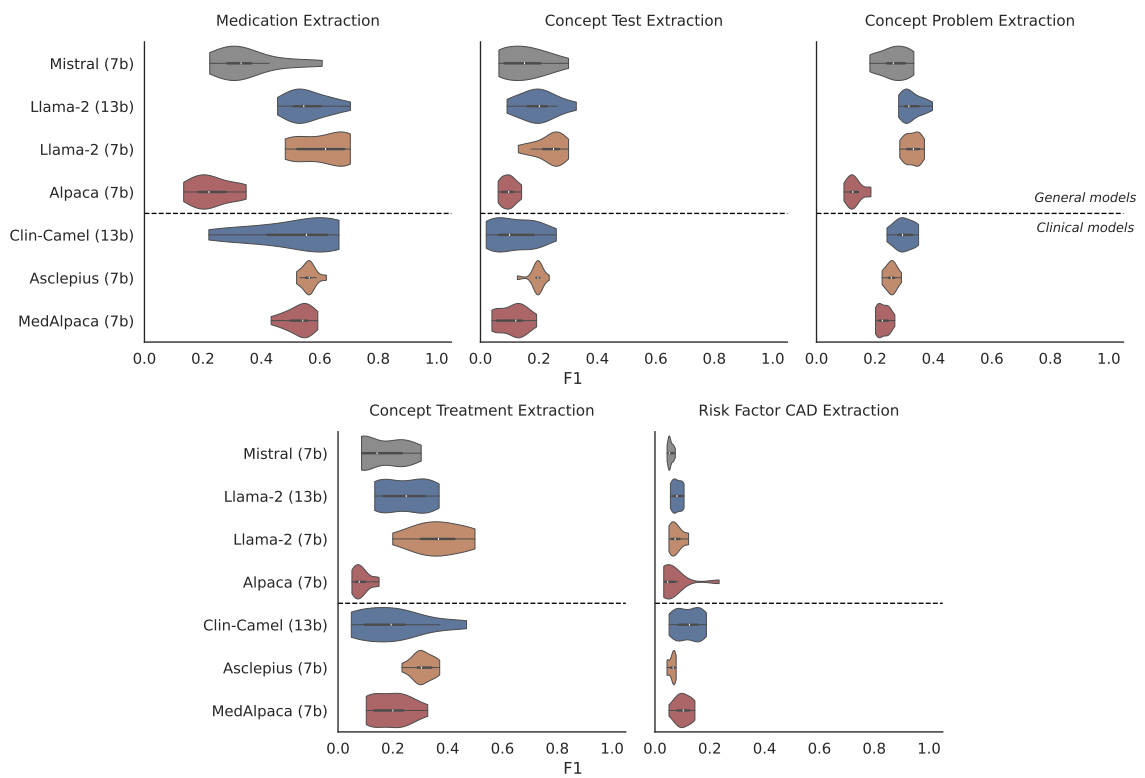 Medication Extraction
Concept Test Extraction
Concept Problem Extraction
Mistral (7b)
Llama-2 (13b)
Llama-2 (7b)
Alpaca (7b)
General models
Clinical models
Clin-Camel (13b)
Asclepius (7b)
MedAlpaca (7b)
0.0 0.2 0.4 0.6 0.8 1.0
0.0 0.2 0.4 0.6 0.8 1.0
0.0 0.2 0.4 0.6 0.8 1.0
F1
Concept Treatment Extraction
Risk Factor CAD Extraction
Mistral (7b)
Llama-2 (13b)
Llama-2 (7b)
Alpaca (7b)
Clin-Camel (13b)
Asclepius (7b)
MedAlpaca (7b)
0.0 0.2 0.4 0.6 0.8 1.0
0.0 0.2 0.4 0.6 0.8 1.0
F1